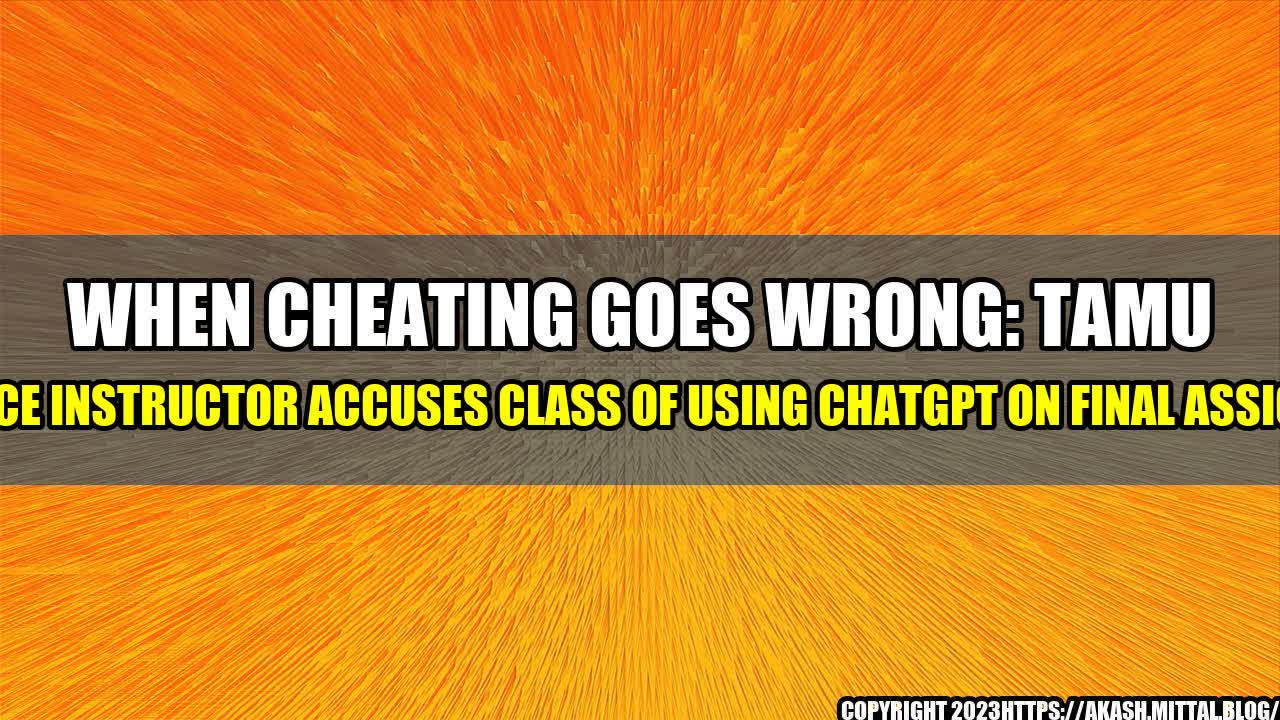 WHEN CHEATING GOES WRONG: TAMU
CE INSTRUCTOR ACCUSES CLASS OF USING CHATGPT ON FINAL ASSI
COPYRIGHT 2023HTTPS://AKASH.MITTAL.BLOG/